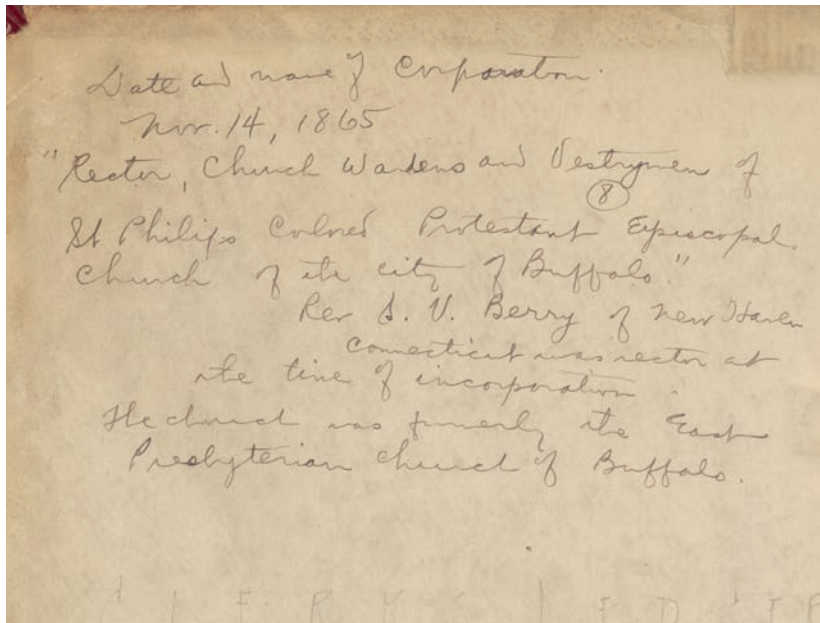 Date and name of Corporation.
Nov. 14, 1865
"Rector, Church Wardens and Vestrymen of
(8)
St Philips Colored Protestant Episcopal
Church of the city of Buffalo."
Rev S. V. Berry of New Haven
Connecticut was rector at
the time of incorporation.
The church was formerly the East
Presbyterian Church of Buffalo.